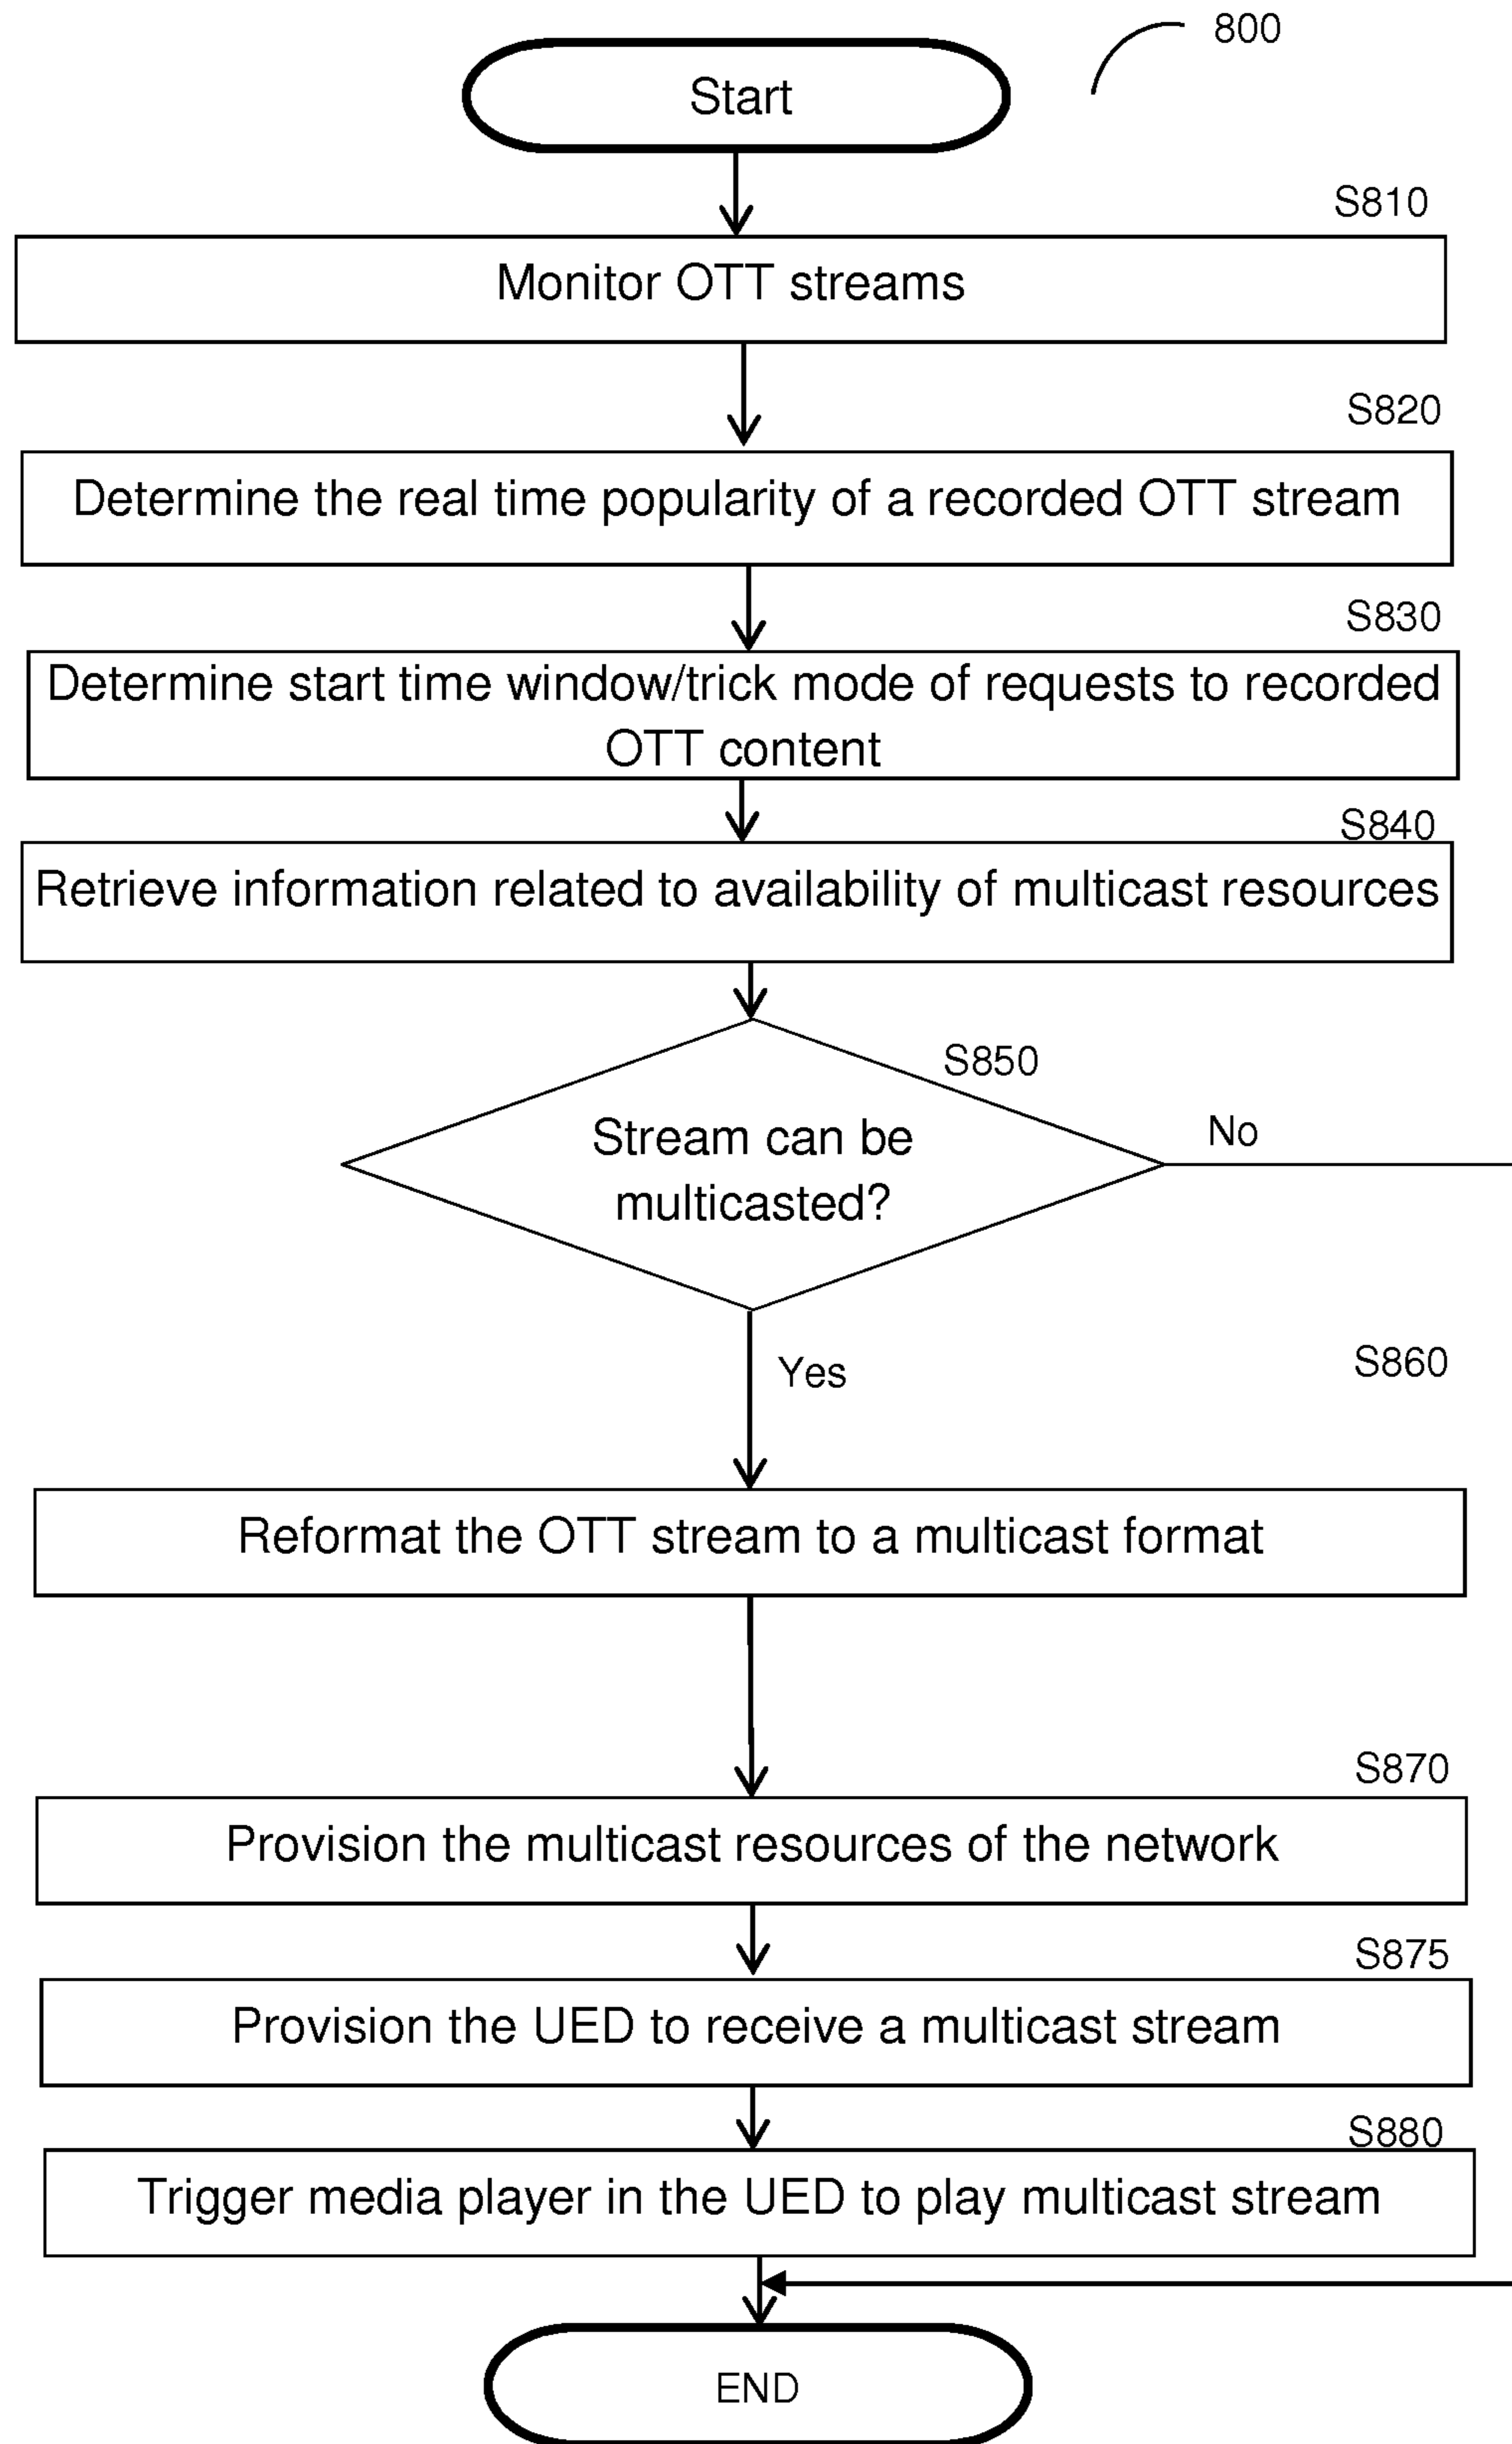 800
Start
S810
Monitor OTT streams
S820
Determine the real time popularity of a recorded OTT stream
S830
Determine start time window/trick mode of requests to recorded
OTT content
S840
Retrieve information related to availability of multicast resources
S850
Stream can be
multicasted?
No
Yes
S860
Reformat the OTT stream to a multicast format
S870
Provision the multicast resources of the network
S875
Provision the UED to receive a multicast stream
S880
Trigger media player in the UED to play multicast stream
END